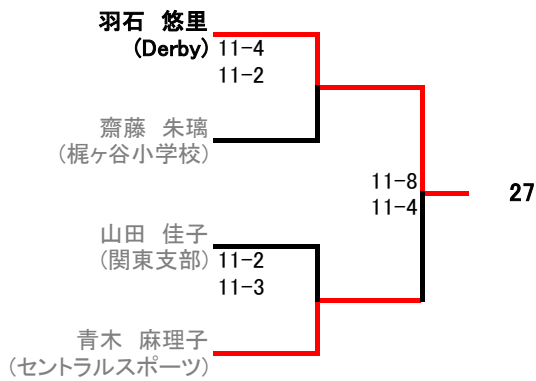 羽石　悠里
(Derby)
11-4
11-2
齋藤　朱璃
(梶ヶ谷小学校)
11-8
11-4
27
山田　佳子
(関東支部)
11-2
11-3
青木　麻理子
(セントラルスポーツ)